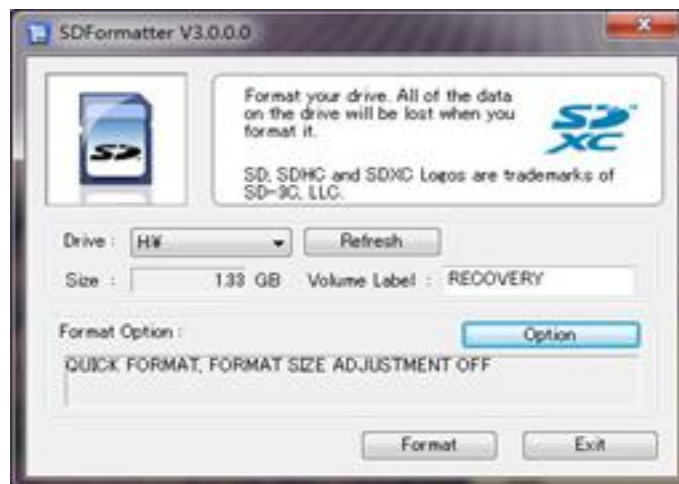 SDFormatter V3.0.0.0
Format your drive. All of the data
on the drive will be lost when you
format it.
SD, SDHC and SDXC Logos are trademarks of
SD-3C, LLC.
SD
SD
XC
Drive : H¥ Refresh
Size : 1.33 GB Volume Label : RECOVERY
Format Option : Option
QUICK FORMAT, FORMAT SIZE ADJUSTMENT OFF
Format Exit